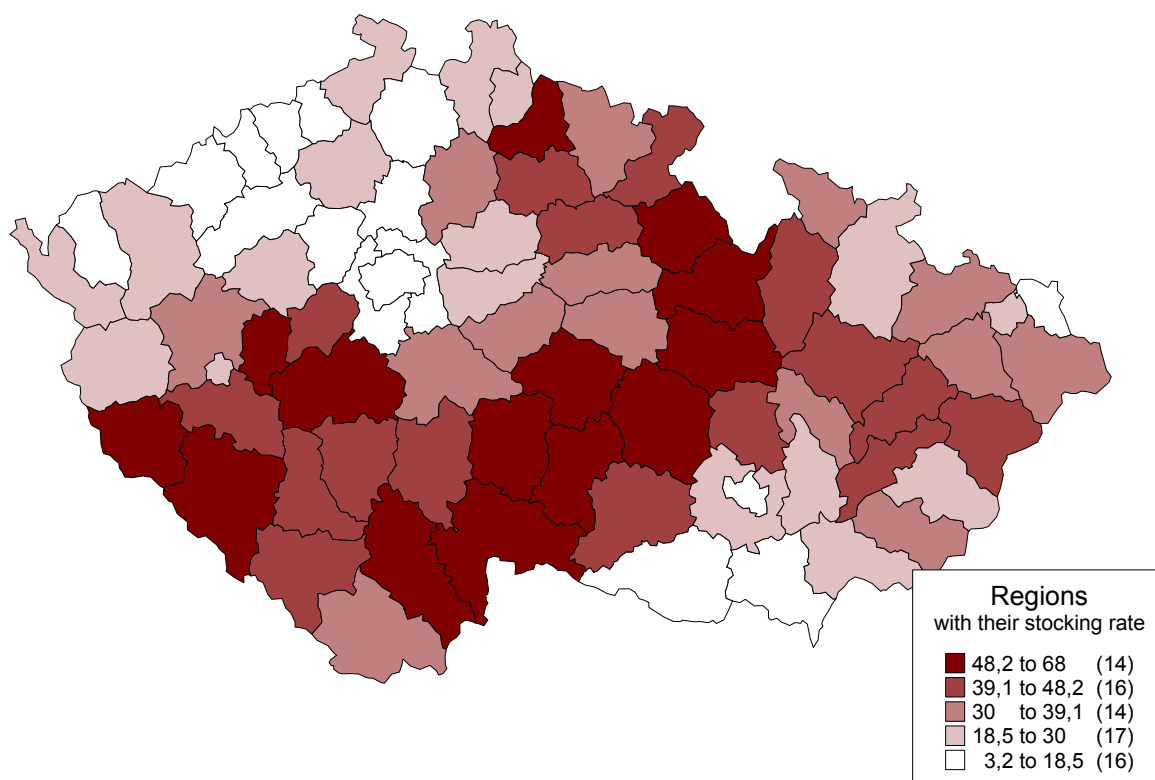 Regions
with their stocking rate
48,2 to 68 (14)
39,1 to 48,2 (16)
30 to 39,1 (14)
18,5 to 30 (17)
3,2 to 18,5 (16)